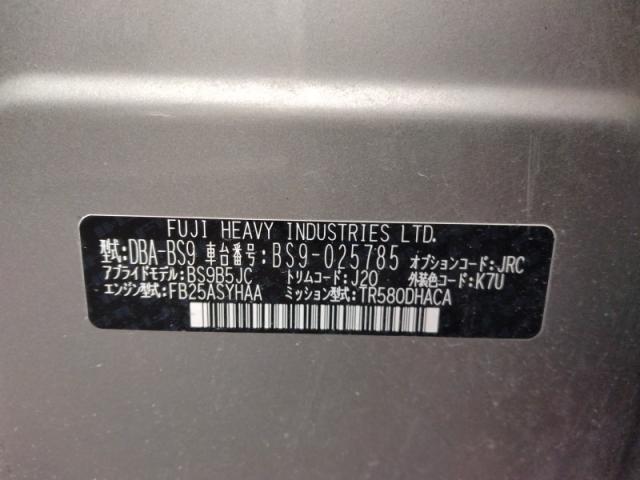 FUJI HEAVY INDUSTRIES LTD.
型式:DBA-BS9 車台番号:BS9-025785 オプションコード:JRC
アプライドモデル:BS9B5JC トリムコード:J20 外装色コード:K7U
エンジン型式:FB25ASYHAA ミッション型式:TR580DHACA